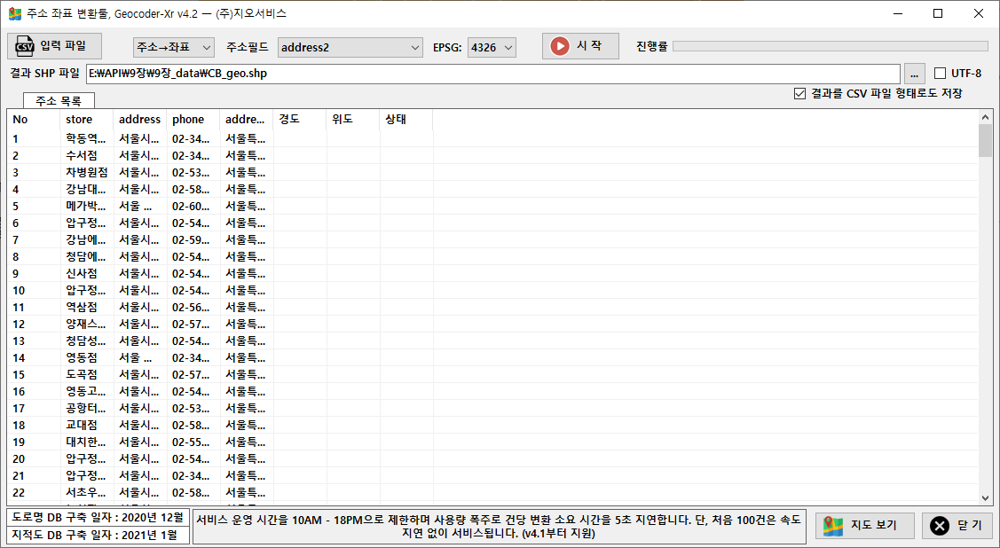 주소 좌표 변환툴, Geocoder-Xr v4.2 — (주)지오서비스
CSV 입력 파일 주소→좌표 주소필드 address2 EPSG: 4326 시 작 진행률
결과 SHP 파일 E:\API\9장\9장_data\CB_geo.shp ... UTF-8
주소 목록 결과를 CSV 파일 형태로도 저장
No store address phone addre... 경도 위도 상태
1 학동역... 서울시... 02-34... 서울특...
2 수서점 서울시... 02-34... 서울특...
3 차병원점 서울시... 02-53... 서울특...
4 강남대... 서울시... 02-58... 서울특...
5 메가박... 서울 ... 02-60... 서울특...
6 압구정... 서울시... 02-54... 서울특...
7 강남에... 서울시... 02-59... 서울특...
8 청담에... 서울시... 02-54... 서울특...
9 신사점 서울시... 02-54... 서울특...
10 압구정... 서울시... 02-54... 서울특...
11 역삼점 서울시... 02-56... 서울특...
12 양재스... 서울시... 02-57... 서울특...
13 청담성... 서울시... 02-54... 서울특...
14 영동점 서울 ... 02-34... 서울특...
15 도곡점 서울시... 02-57... 서울특...
16 영동고... 서울시... 02-54... 서울특...
17 공항터... 서울시... 02-53... 서울특...
18 교대점 서울시... 02-58... 서울특...
19 대치한... 서울시... 02-55... 서울특...
20 압구정... 서울시... 02-54... 서울특...
21 압구정... 서울시... 02-34... 서울특...
22 서초우... 서울시... 02-58... 서울특...
도로명 DB 구축 일자 : 2020년 12월
지적도 DB 구축 일자 : 2021년 1월
서비스 운영 시간을 10AM - 18PM으로 제한하며 사용량 폭주로 건당 변환 소요 시간을 5초 지연합니다. 단, 처음 100건은 속도
지연 없이 서비스됩니다. (v4.1부터 지원)
지도 보기 닫 기